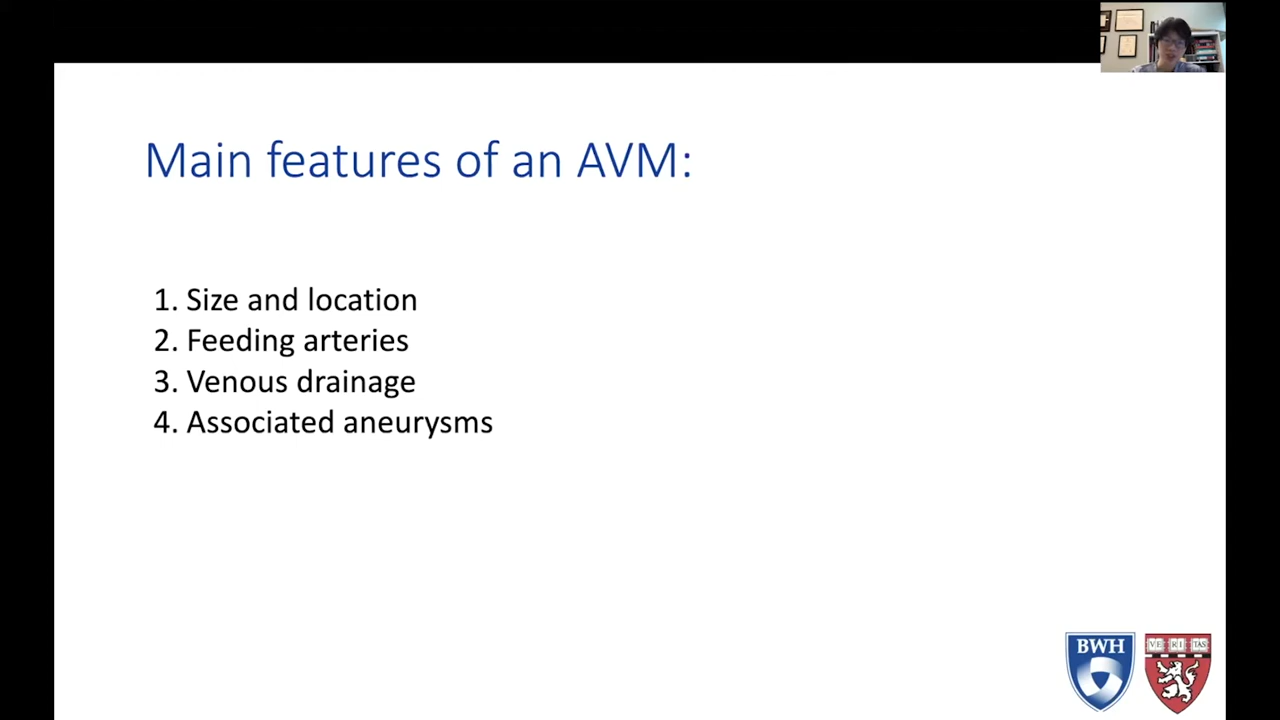 Main features of an AVM:
1. Size and location
2. Feeding arteries
3. Venous drainage
4. Associated aneurysms
BWH
VE RI TAS